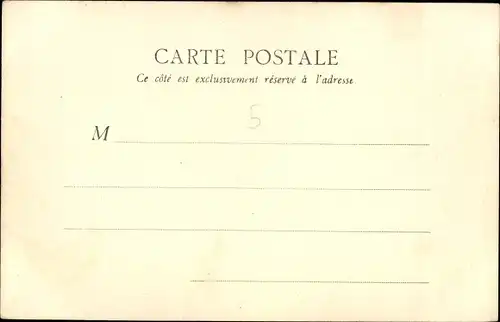 CARTE POSTALE
Ce côté est exclusivement réservé à l'adresse.
5
M